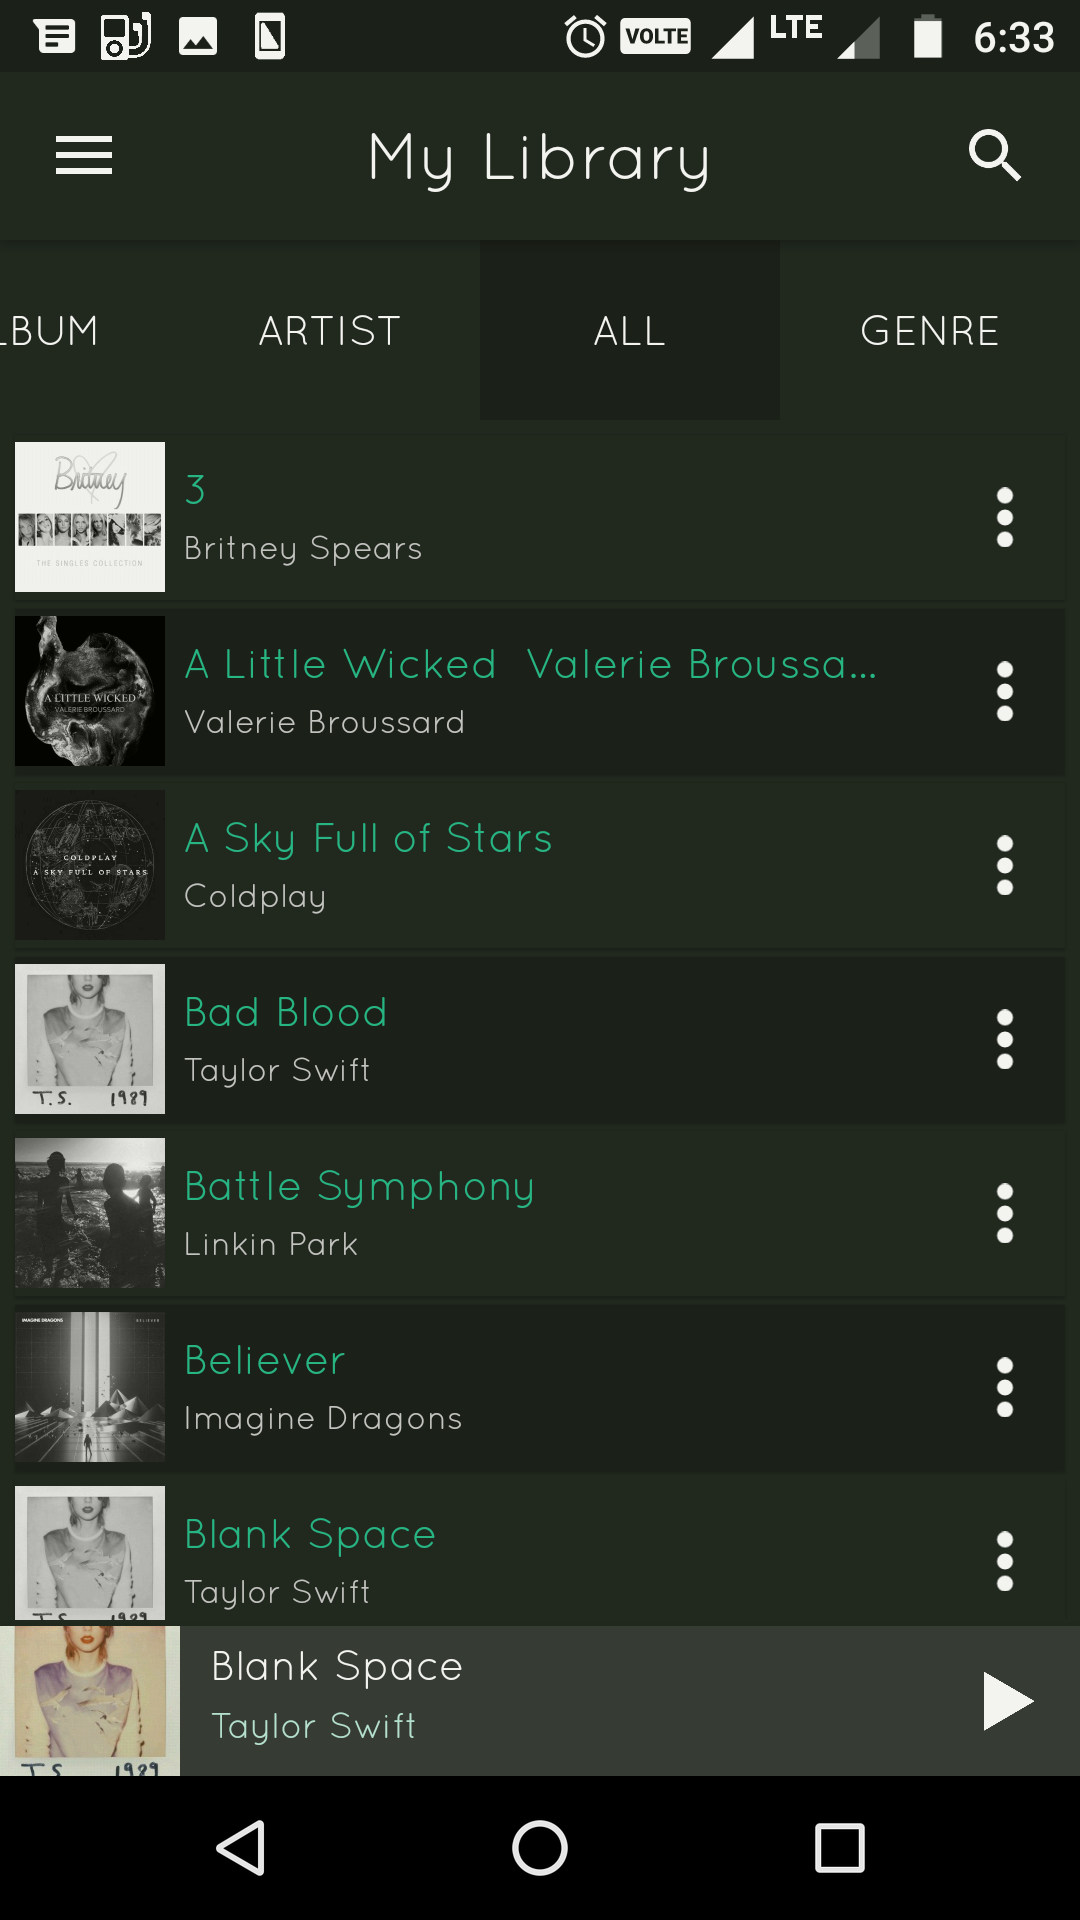 VOLTE LTE 6:33
My Library
LBUM ARTIST ALL GENRE
Britney
THE SINGLES COLLECTION
3
Britney Spears
A LITTLE WICKED
VALERIE BROUSSARD
A Little Wicked Valerie Broussa...
Valerie Broussard
COLDPLAY
A SKY FULL OF STARS
A Sky Full of Stars
Coldplay
T.S. 1989
Bad Blood
Taylor Swift
Battle Symphony
Linkin Park
IMAGINE DRAGONS BELIEVER
Believer
Imagine Dragons
T.S. 1989
Blank Space
Taylor Swift
T.S. 1989
Blank Space
Taylor Swift